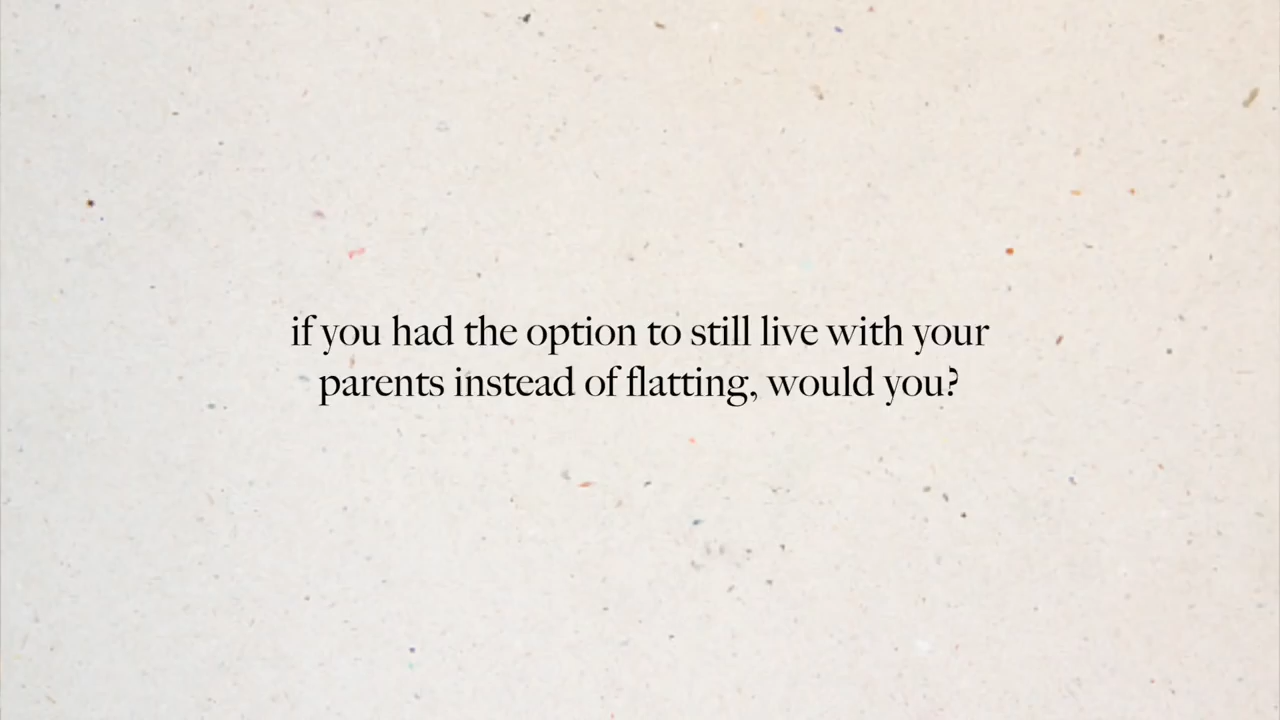 if you had the option to still live with your
parents instead of flatting, would you?